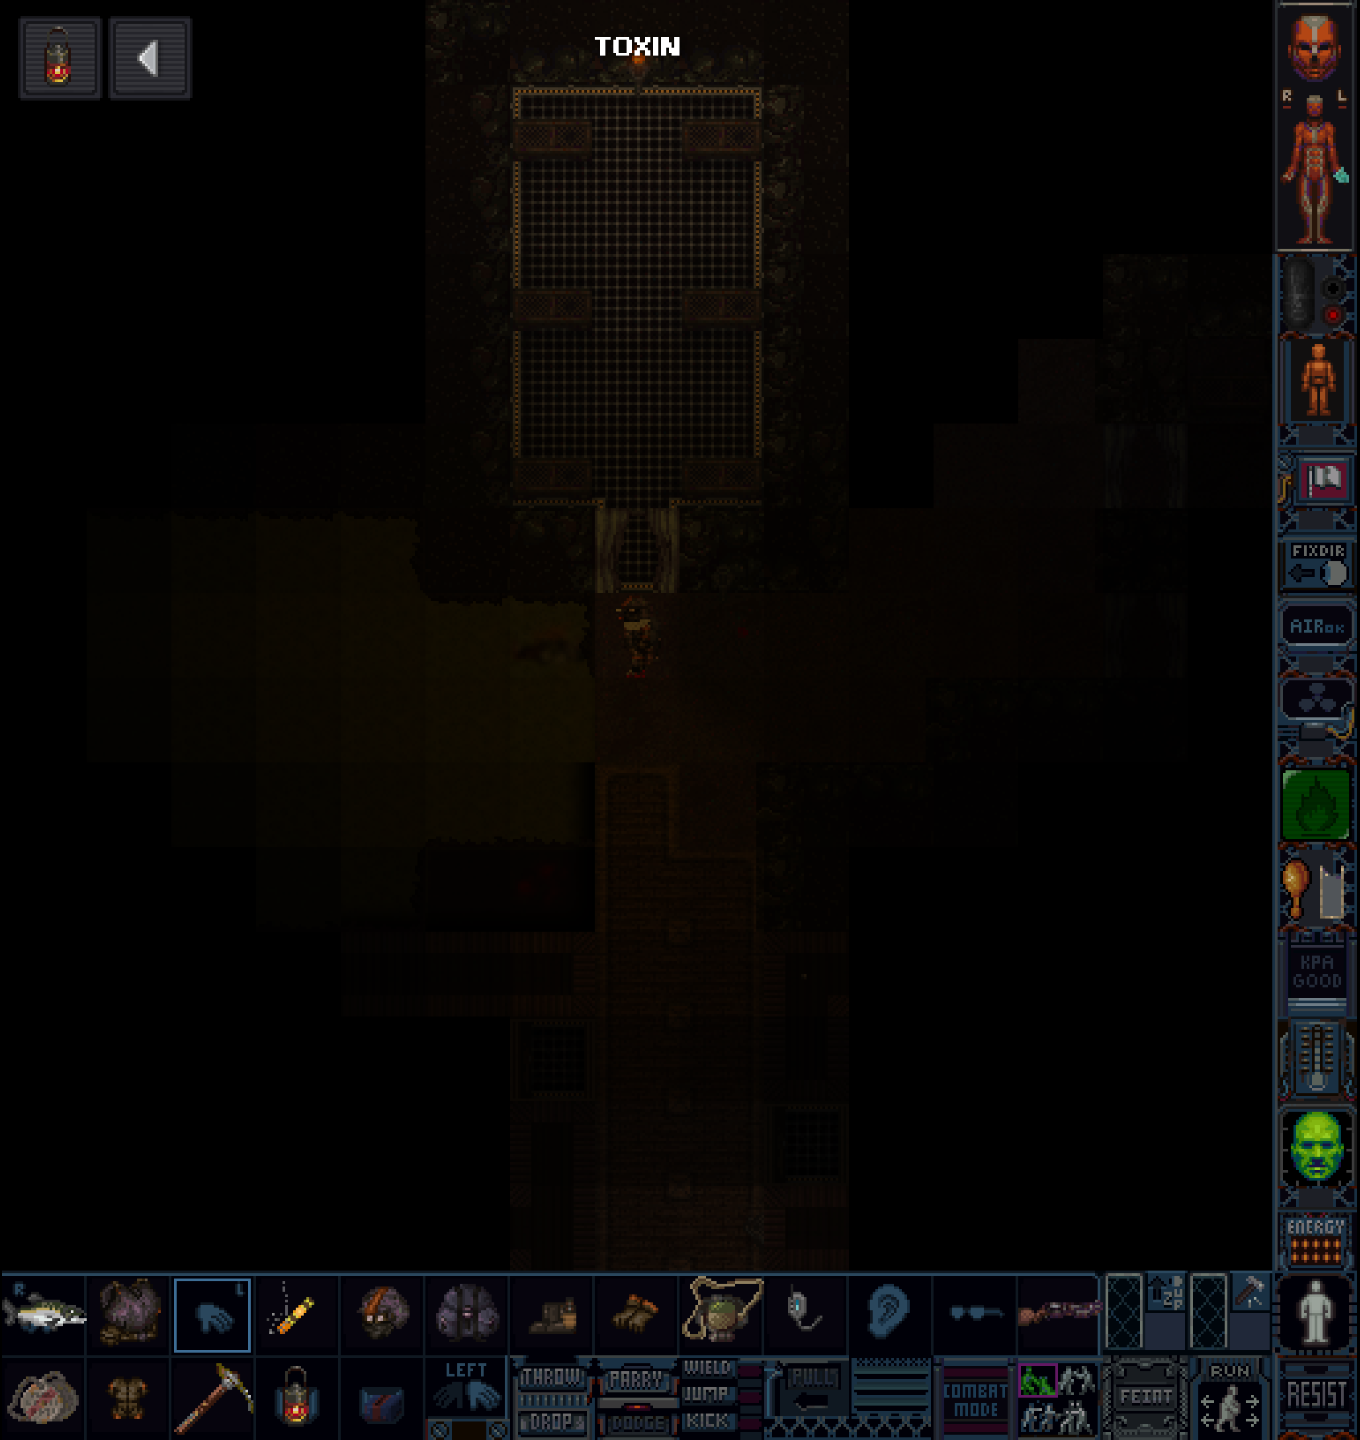 TOXIN
R L
FIXDIR
AIR OK
KPA
GOOD
ENERGY
R
L
LEFT
THROW
DROP
PARRY
DODGE
WIELD
JUMP
KICK
PULL
COMBAT
MODE
FEINT
RUN
RESIST